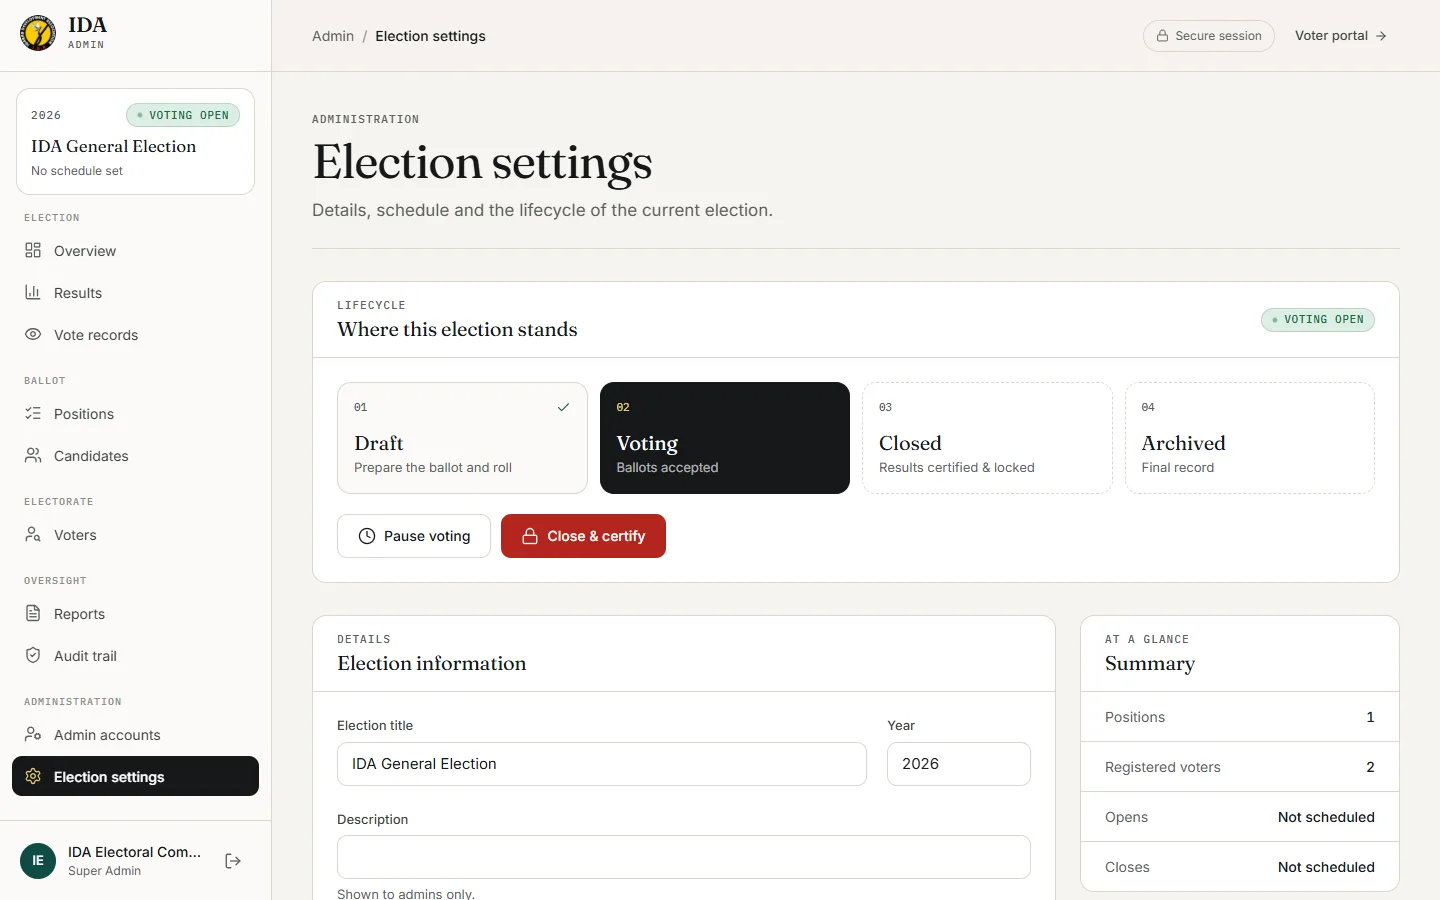 IDA
ADMIN
2026
VOTING OPEN
IDA General Election
No schedule set
ELECTION
Overview
Results
Vote records
BALLOT
Positions
Candidates
ELECTORATE
Voters
OVERSIGHT
Reports
Audit trail
ADMINISTRATION
Admin accounts
Election settings
IE
IDA Electoral Com...
Super Admin
Admin / Election settings
Secure session
Voter portal →
ADMINISTRATION
Election settings
Details, schedule and the lifecycle of the current election.
LIFECYCLE
Where this election stands
VOTING OPEN
01
Draft
Prepare the ballot and roll
02
Voting
Ballots accepted
03
Closed
Results certified & locked
04
Archived
Final record
Pause voting
Close & certify
DETAILS
Election information
Election title
IDA General Election
Year
2026
Description
Shown to admins only.
AT A GLANCE
Summary
Positions 1
Registered voters 2
Opens Not scheduled
Closes Not scheduled